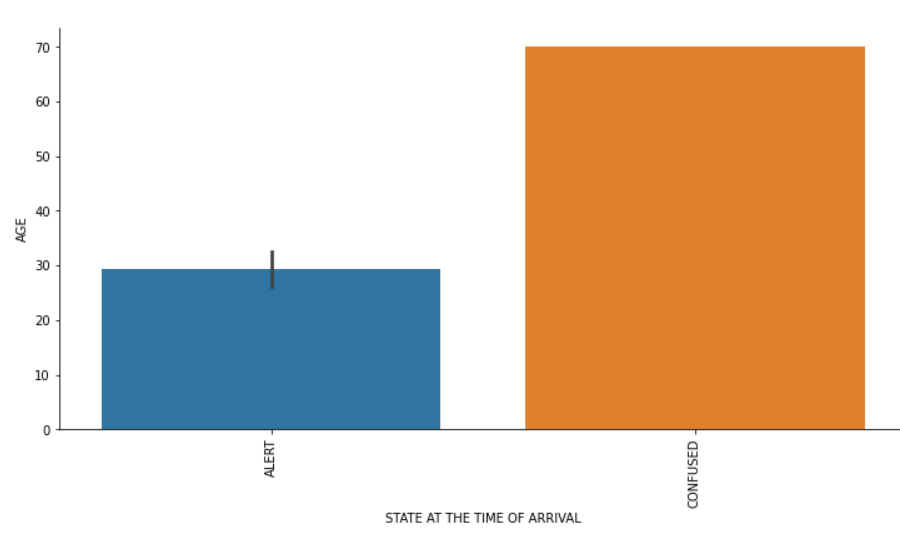 70
60
50
40
30
20
10
0
AGE
ALERT
CONFUSED
STATE AT THE TIME OF ARRIVAL